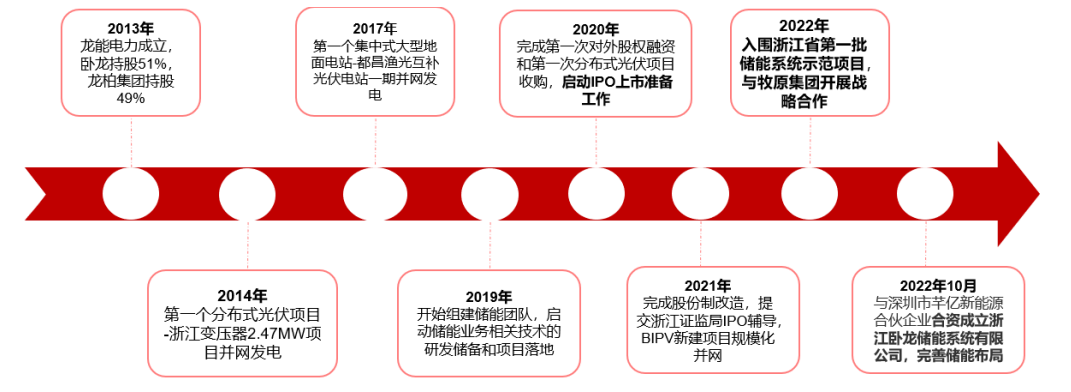 2013年
龙能电力成立，
卧龙持股51%，
龙柏集团持股
49%
2014年
第一个分布式光伏项目
-浙江变压器2.47MW项
目并网发电
2017年
第一个集中式大型地
面电站-都昌渔光互补
光伏电站一期并网发
电
2019年
开始组建储能团队，启
动储能业务相关技术的
研发储备和项目落地
2020年
完成第一次对外股权融资
和第一次分布式光伏项目
收购，启动IPO上市准备
工作
2021年
完成股份制改造，提
交浙江证监局IPO辅导，
BIPV新建项目规模化
并网
2022年
入围浙江省第一批
储能系统示范项目，
与牧原集团开展战
略合作
2022年10月
与深圳市芊亿新能源
合伙企业合资成立浙
江卧龙储能系统有限
公司，完善储能布局